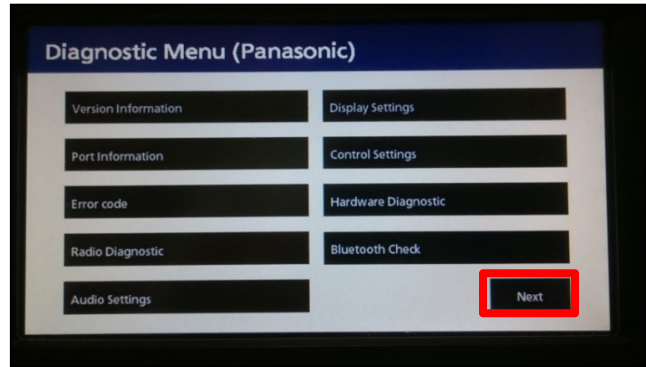 Diagnostic Menu (Panasonic)
Version Information
Display Settings
Port Information
Control Settings
Error code
Hardware Diagnostic
Radio Diagnostic
Bluetooth Check
Audio Settings
Next